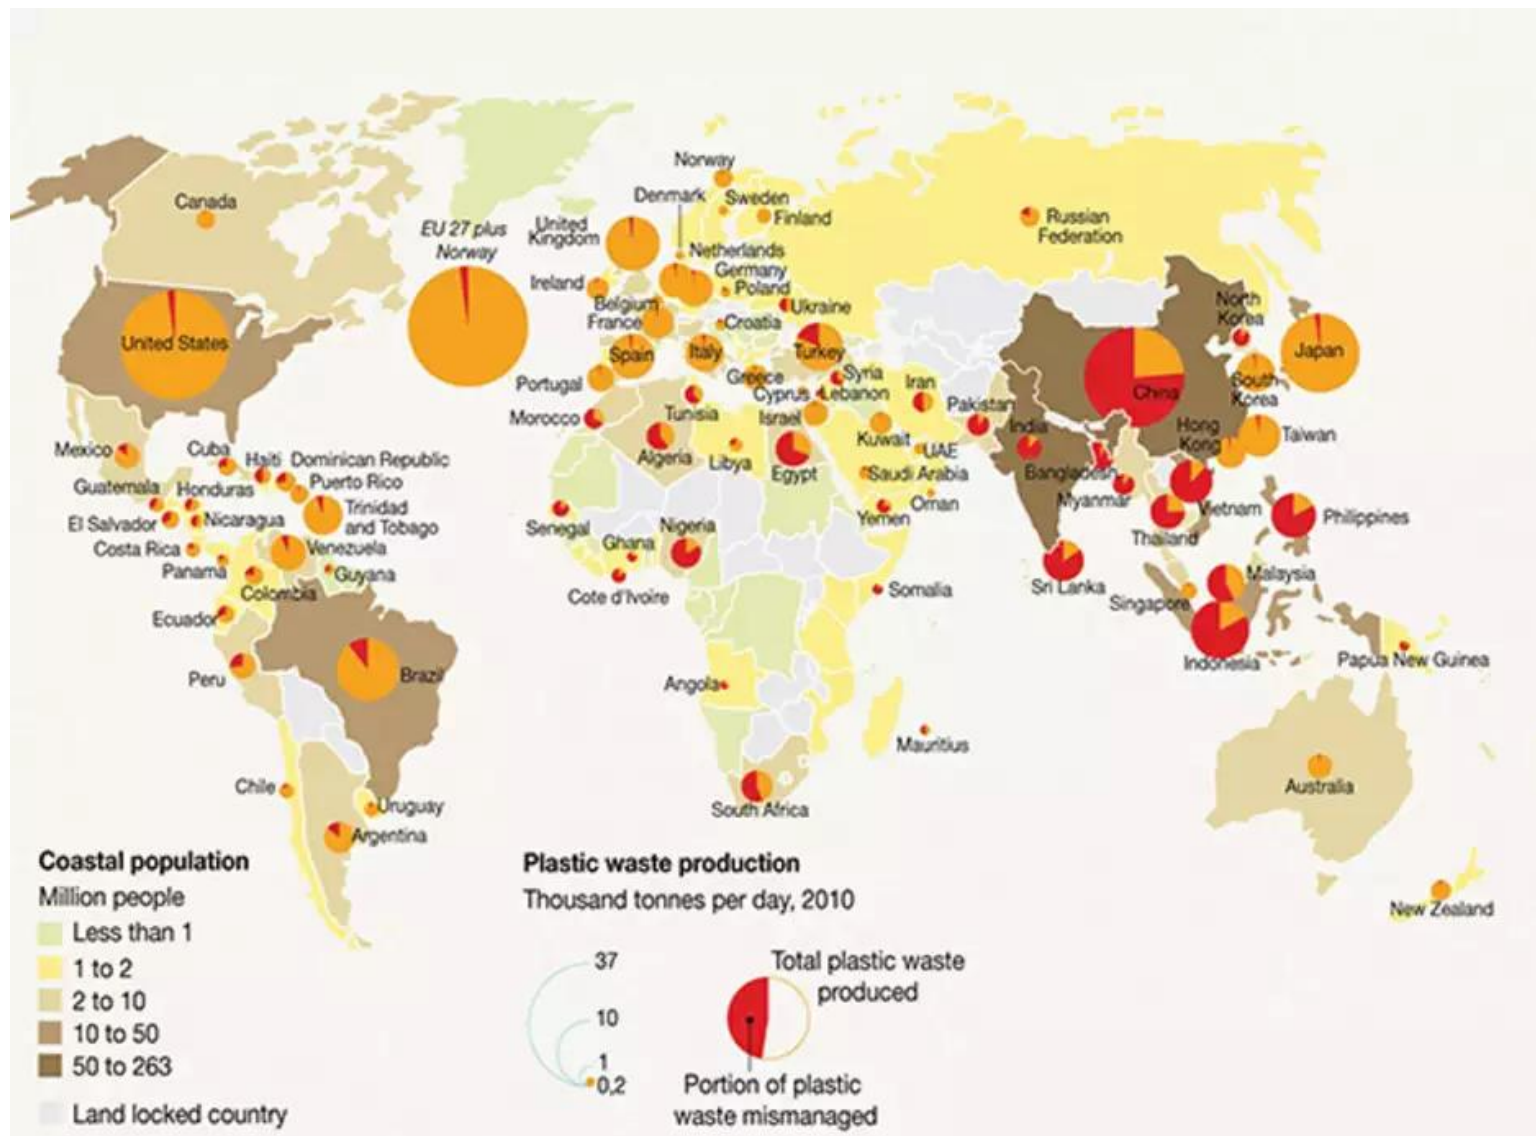 Norway
Denmark
Sweden
Finland
Canada
EU 27 plus
Norway
United
Kingdom
Russian
Federation
Netherlands
Germany
Poland
Ireland
Belgium
France
Ukraine
Croatia
North
Korea
United States
Spain
Italy
Turkey
Japan
Portugal
Greece
Syria
Cyprus
Lebanon
Iran
China
South
Korea
Morocco
Tunisia
Israel
Pakistan
India
Hong
Kong
Taiwan
Mexico
Cuba
Haiti
Dominican Republic
Puerto Rico
Algeria
Libya
Egypt
Kuwait
UAE
Saudi Arabia
Bangladesh
Guatemala
Honduras
Trinidad
and Tobago
Oman
Yemen
Myanmar
Vietnam
Philippines
El Salvador
Nicaragua
Senegal
Nigeria
Thailand
Costa Rica
Venezuela
Ghana
Panama
Guyana
Colombia
Cote d'Ivoire
Somalia
Sri Lanka
Malaysia
Singapore
Ecuador
Peru
Brazil
Indonesia
Papua New Guinea
Angola
Mauritius
Chile
Uruguay
Argentina
South Africa
Australia
New Zealand
Coastal population
Million people
Less than 1
1 to 2
2 to 10
10 to 50
50 to 263
Land locked country
Plastic waste production
Thousand tonnes per day, 2010
37
10
1
0,2
Total plastic waste
produced
Portion of plastic
waste mismanaged